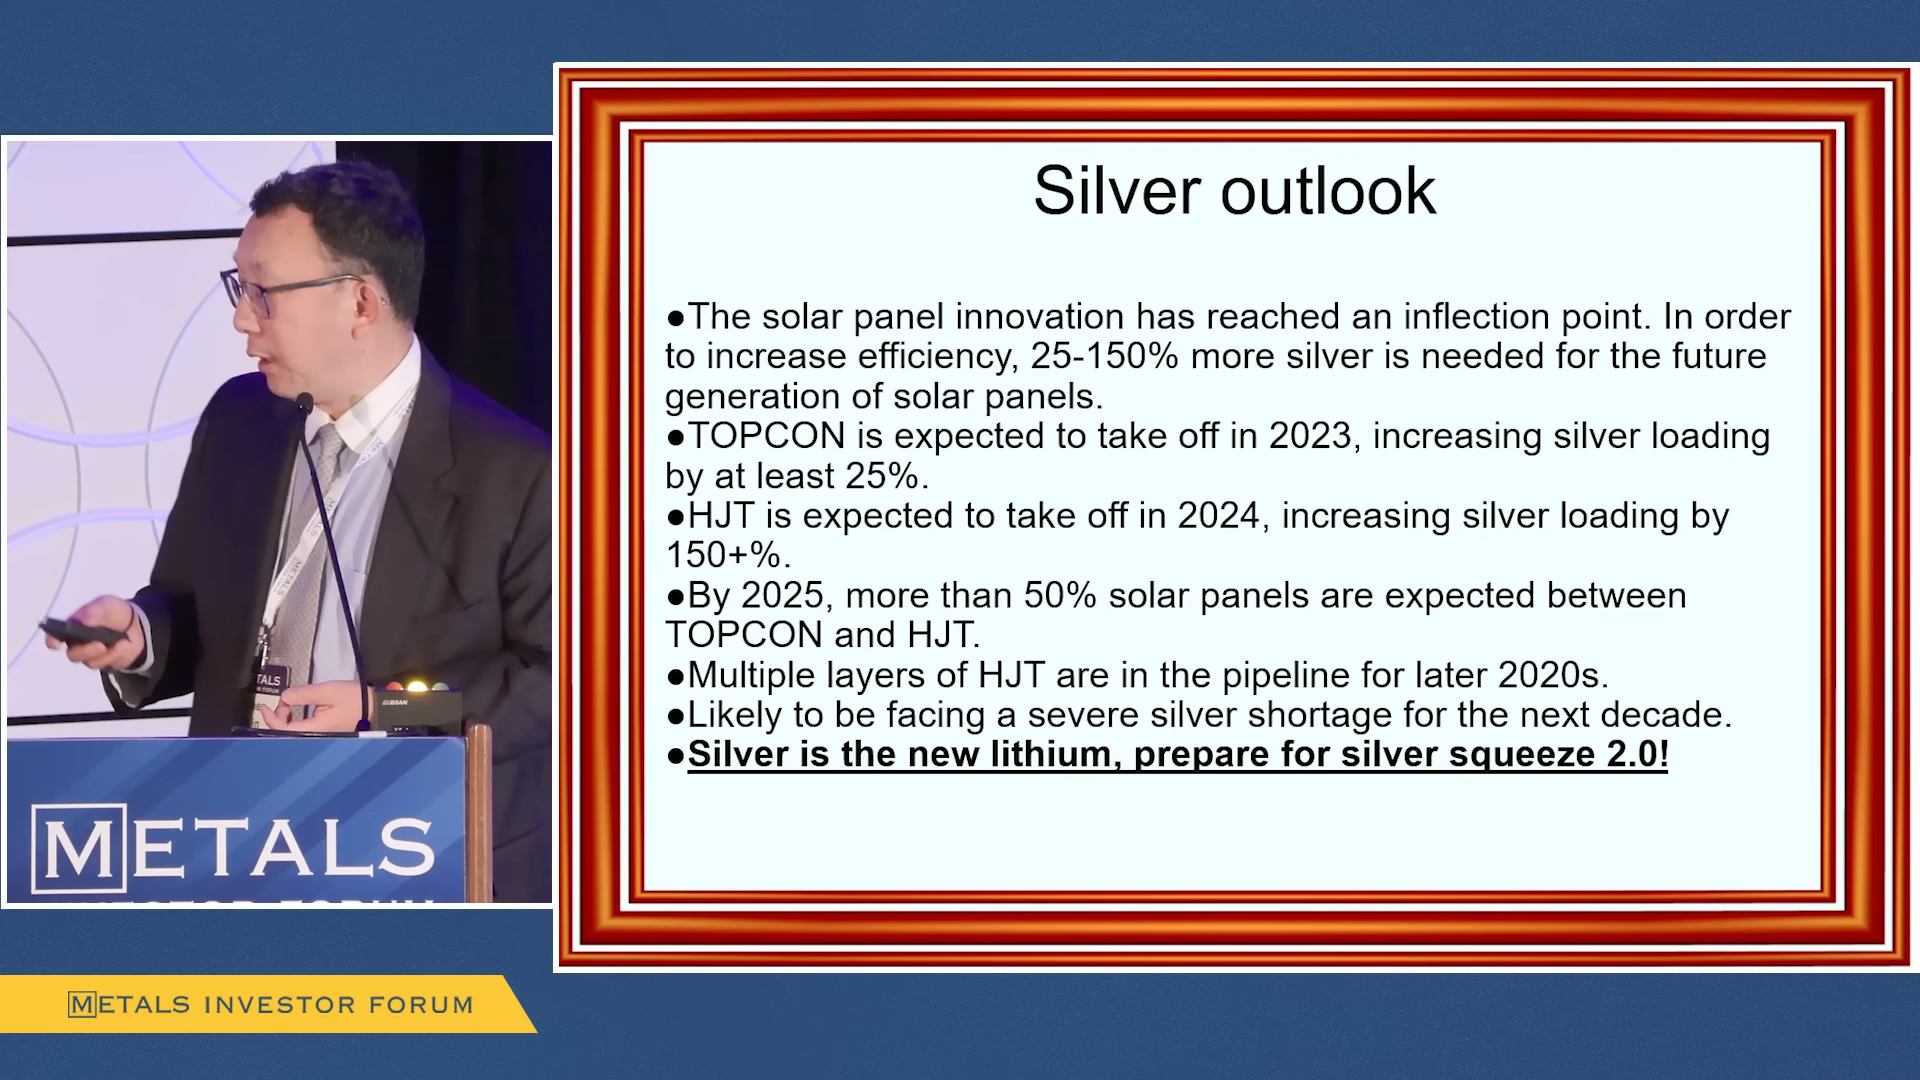 Silver outlook
●The solar panel innovation has reached an inflection point. In order
to increase efficiency, 25-150% more silver is needed for the future
generation of solar panels.
●TOPCON is expected to take off in 2023, increasing silver loading
by at least 25%.
●HJT is expected to take off in 2024, increasing silver loading by
150+%.
●By 2025, more than 50% solar panels are expected between
TOPCON and HJT.
●Multiple layers of HJT are in the pipeline for later 2020s.
●Likely to be facing a severe silver shortage for the next decade.
●Silver is the new lithium, prepare for silver squeeze 2.0!
METALS
METALS
DSAN
METALS
INVESTOR FORUM
METALS INVESTOR FORUM